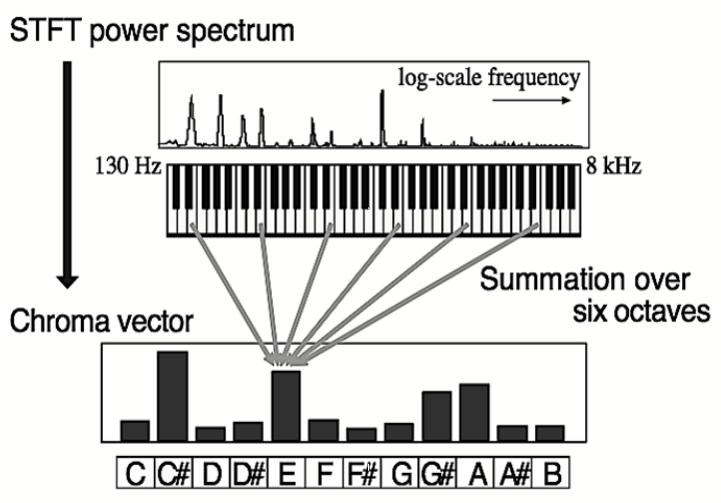 STFT power spectrum
log-scale frequency
130 Hz
8 kHz
Summation over
six octaves
Chroma vector
C C# D D# E F F# G G# A A# B